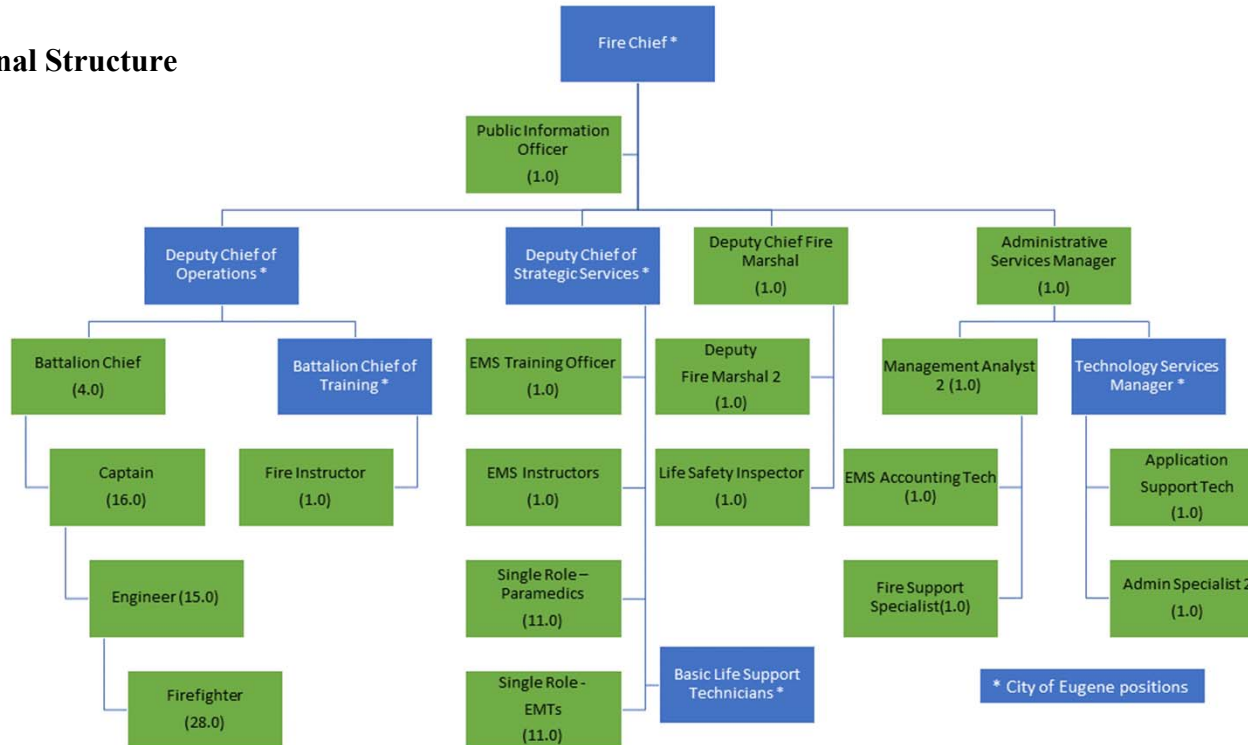 nal Structure
Fire Chief *
Public Information
Officer
(1.0)
Deputy Chief of
Operations *
Deputy Chief of
Strategic Services *
Deputy Chief Fire
Marshal
(1.0)
Administrative
Services Manager
(1.0)
Battalion Chief
(4.0)
Battalion Chief of
Training *
EMS Training Officer
(1.0)
Deputy
Fire Marshal 2
(1.0)
Management Analyst
2 (1.0)
Technology Services
Manager *
Captain
(16.0)
Fire Instructor
(1.0)
EMS Instructors
(1.0)
Life Safety Inspector
(1.0)
EMS Accounting Tech
(1.0)
Application
Support Tech
(1.0)
Engineer (15.0)
Single Role –
Paramedics
(11.0)
Fire Support
Specialist(1.0)
Admin Specialist 2
(1.0)
Firefighter
(28.0)
Single Role -
EMTs
(11.0)
Basic Life Support
Technicians *
* City of Eugene positions